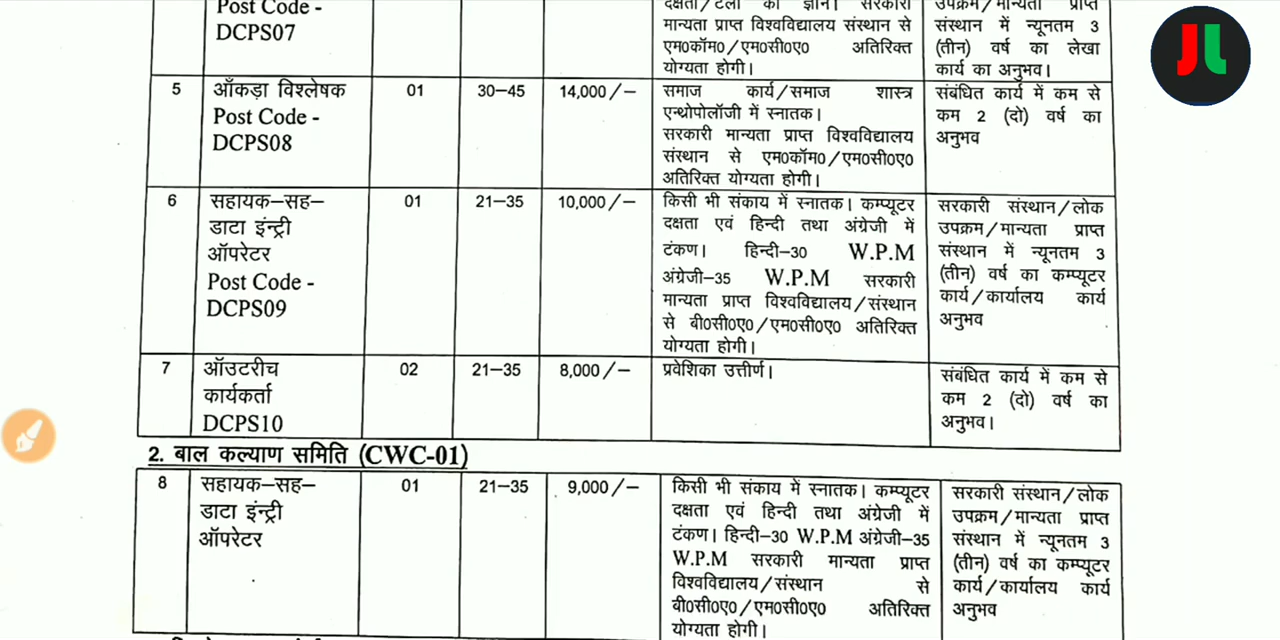 Post Code -
DCPS07
दक्षता/टैली का ज्ञान। सरकारी
मान्यता प्राप्त विश्वविद्यालय संस्थान से
एम0कॉम0/एम0सी0ए0 अतिरिक्त
योग्यता होगी।
उपक्रम/मान्यता प्राप्त
संस्थान में न्यूनतम 3
(तीन) वर्ष का लेखा
कार्य का अनुभव।
5
आँकड़ा विश्लेषक
Post Code -
DCPS08
01
30-45
14,000/-
समाज कार्य/समाज शास्त्र
एन्थोपोलॉजी में स्नातक।
सरकारी मान्यता प्राप्त विश्वविद्यालय
संस्थान से एम0कॉम0/एम0सी0ए0
अतिरिक्त योग्यता होगी।
संबंधित कार्य में कम से
कम 2 (दो) वर्ष का
अनुभव
6
सहायक-सह-
डाटा इंन्ट्री
ऑपरेटर
Post Code -
DCPS09
01
21-35
10,000/-
किसी भी संकाय में स्नातक। कम्प्यूटर
दक्षता एवं हिन्दी तथा अंग्रेजी में
टंकण। हिन्दी-30 W.P.M
अंग्रेजी-35 W.P.M सरकारी
मान्यता प्राप्त विश्वविद्यालय/संस्थान
से बी0सी0ए0/एम0सी0ए0 अतिरिक्त
योग्यता होगी।
सरकारी संस्थान/लोक
उपक्रम/मान्यता प्राप्त
संस्थान में न्यूनतम 3
(तीन) वर्ष का कम्प्यूटर
कार्य/कार्यालय कार्य
अनुभव
7
ऑउटरीच
कार्यकर्ता
DCPS10
02
21-35
8,000/-
प्रवेशिका उत्तीर्ण।
संबंधित कार्य में कम से
कम 2 (दो) वर्ष का
अनुभव।
2. बाल कल्याण समिति (CWC-01)
8
सहायक-सह-
डाटा इंन्ट्री
ऑपरेटर
01
21-35
9,000/-
किसी भी संकाय में स्नातक। कम्प्यूटर
दक्षता एवं हिन्दी तथा अंग्रेजी में
टंकण। हिन्दी-30 W.P.M अंग्रेजी-35
W.P.M सरकारी मान्यता प्राप्त
विश्वविद्यालय/संस्थान से
बी0सी0ए0/एम0सी0ए0 अतिरिक्त
योग्यता होगी।
सरकारी संस्थान/लोक
उपक्रम/मान्यता प्राप्त
संस्थान में न्यूनतम 3
(तीन) वर्ष का कम्प्यूटर
कार्य/कार्यालय कार्य
अनुभव